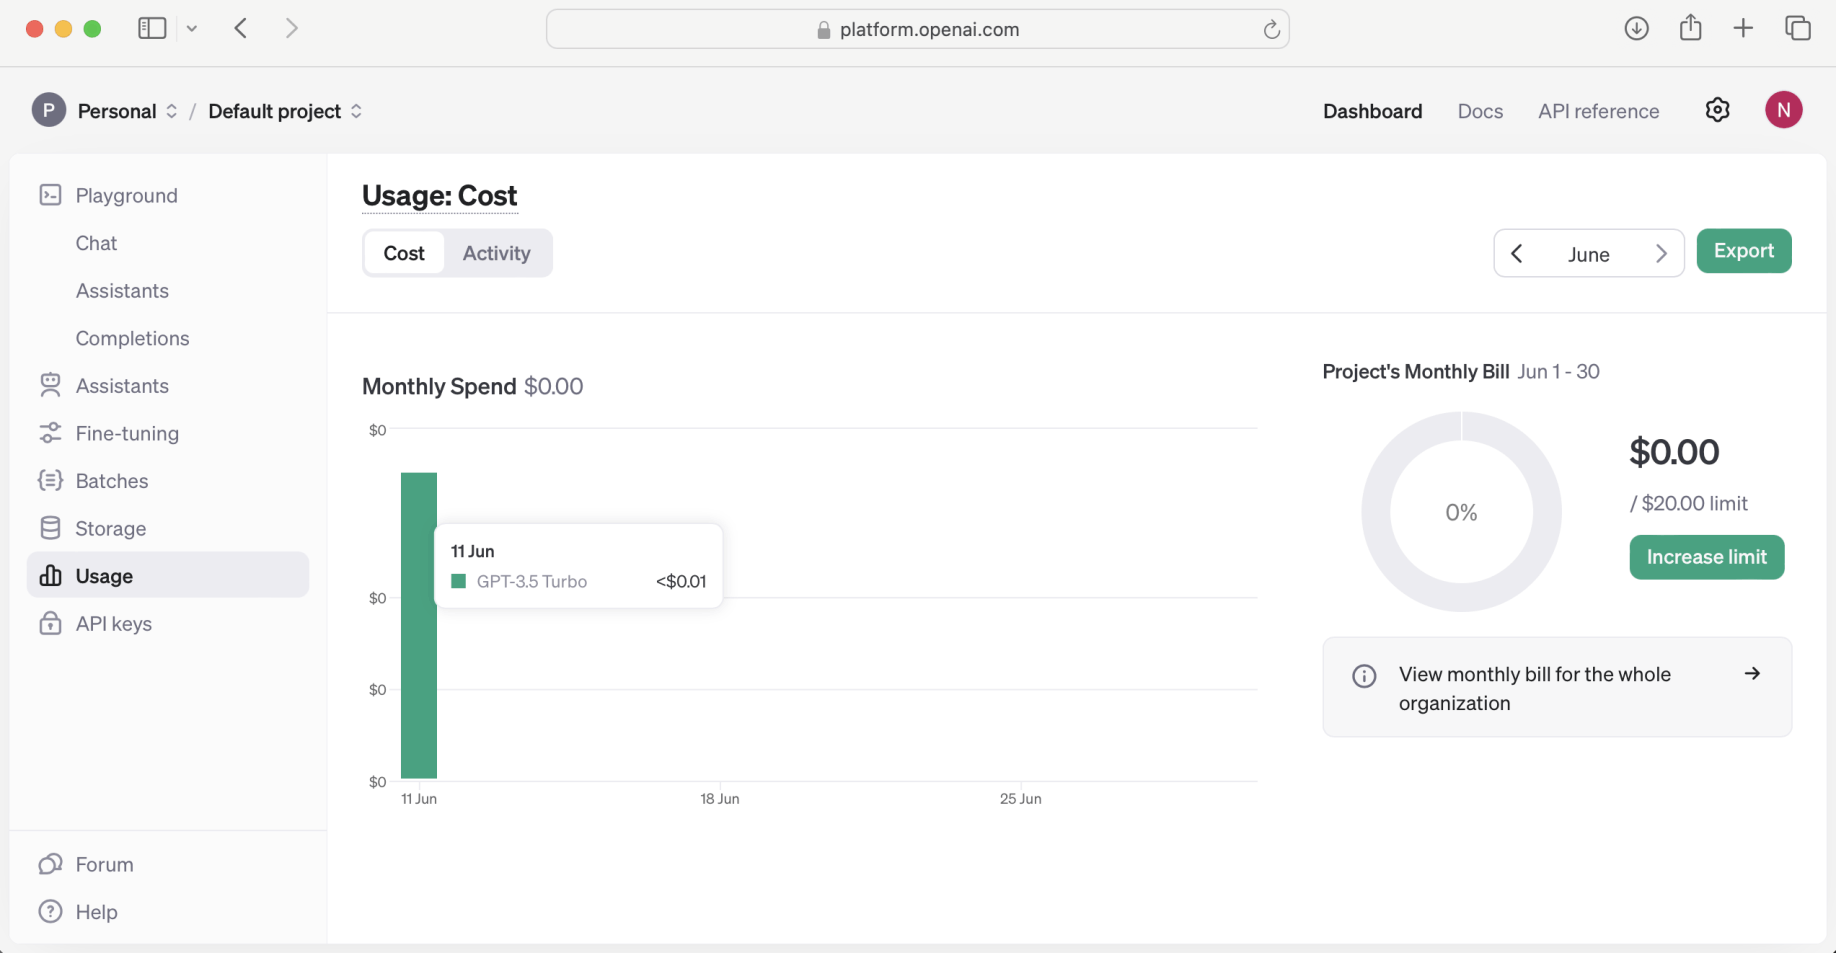 platform.openai.com
P Personal / Default project
Dashboard Docs API reference N
Playground
Chat
Assistants
Completions
Assistants
Fine-tuning
Batches
Storage
Usage
API keys
Forum
Help
Usage: Cost
Cost Activity
June
Export
Monthly Spend $0.00
$0
$0
$0
$0
11 Jun
GPT-3.5 Turbo <$0.01
11 Jun 18 Jun 25 Jun
Project's Monthly Bill Jun 1 - 30
0%
$0.00
/ $20.00 limit
Increase limit
View monthly bill for the whole
organization